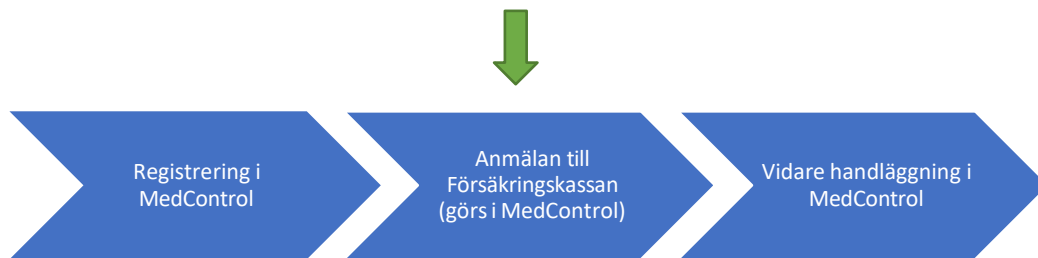 Registrering i
MedControl
Anmälan till
Försäkringskassan
(görs i MedControl)
Vidare handläggning i
MedControl